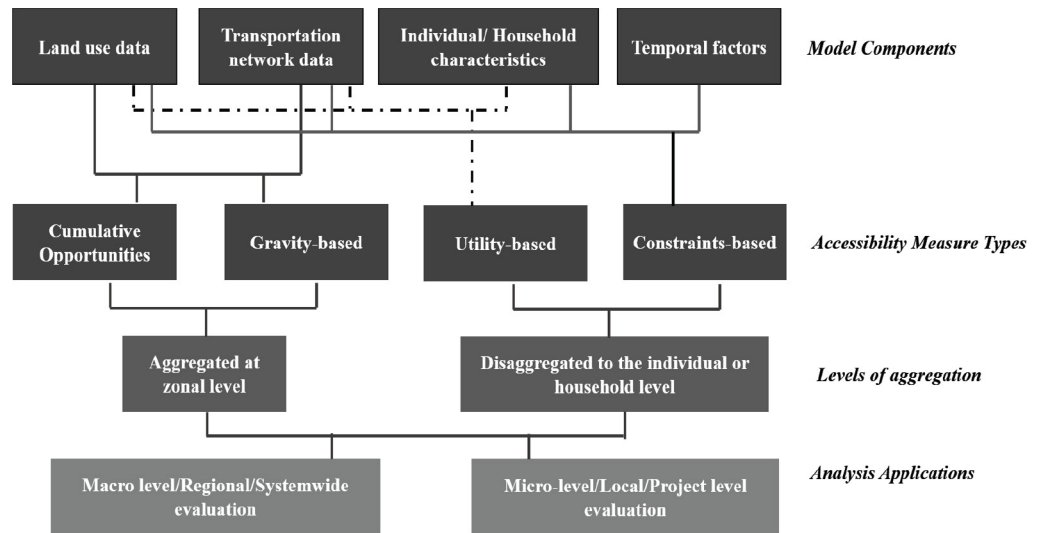 Land use data
Transportation
network data
Individual/ Household
characteristics
Temporal factors
Model Components
Cumulative
Opportunities
Gravity-based
Utility-based
Constraints-based
Accessibility Measure Types
Aggregated at
zonal level
Disaggregated to the individual or
household level
Levels of aggregation
Macro level/Regional/Systemwide
evaluation
Micro-level/Local/Project level
evaluation
Analysis Applications